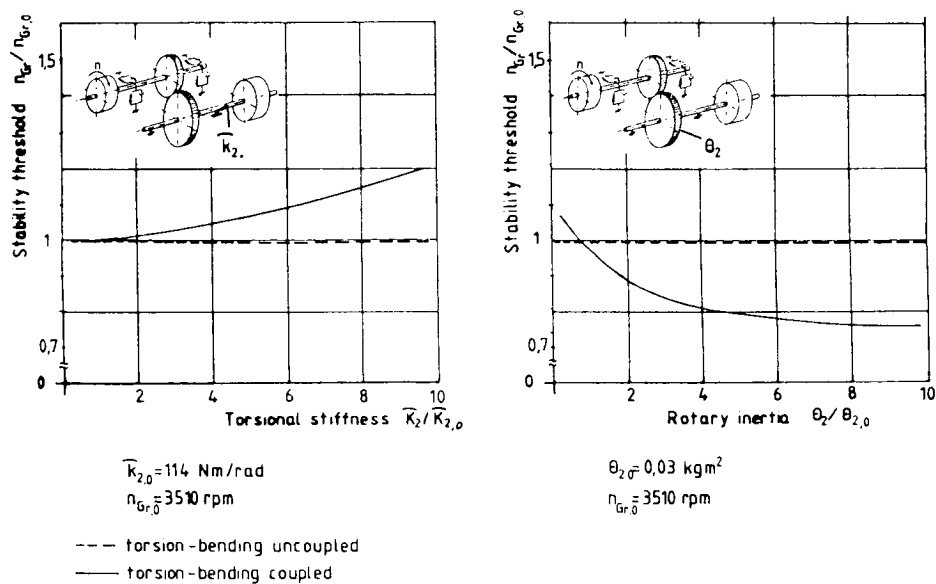 Stability threshold n_Gr/n_Gr,0
1,5
1
0,7
0
n
k̄₂.
2
4
6
8
10
Torsional stiffness k̄₂/k̄₂,₀
k̄₂,₀=114 Nm/rad
n_Gr,0=3510 rpm
Stability threshold n_Gr/n_Gr,0
1,5
1
0,7
0
n
θ₂
2
4
6
8
10
Rotary inertia θ₂/θ₂,₀
θ₂,₀=0,03 kgm²
n_Gr,0=3510 rpm
torsion-bending uncoupled
torsion-bending coupled